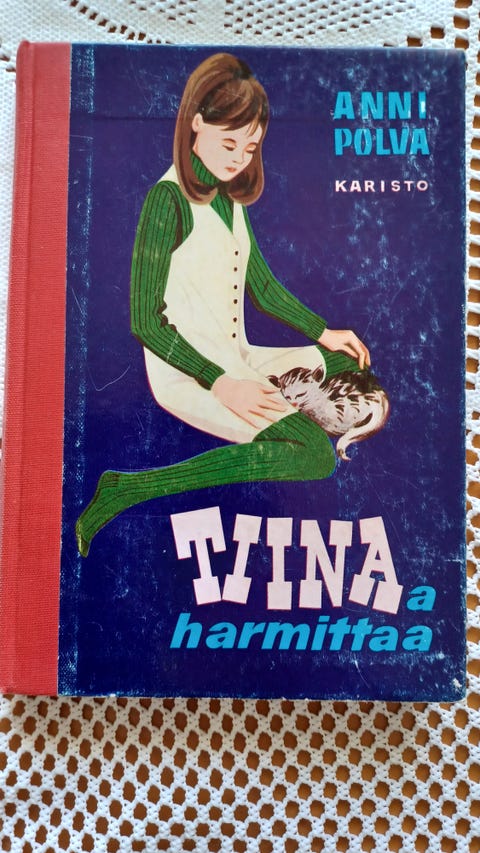 ANNI
POLVA
KARISTO
TIINAa
harmittaa